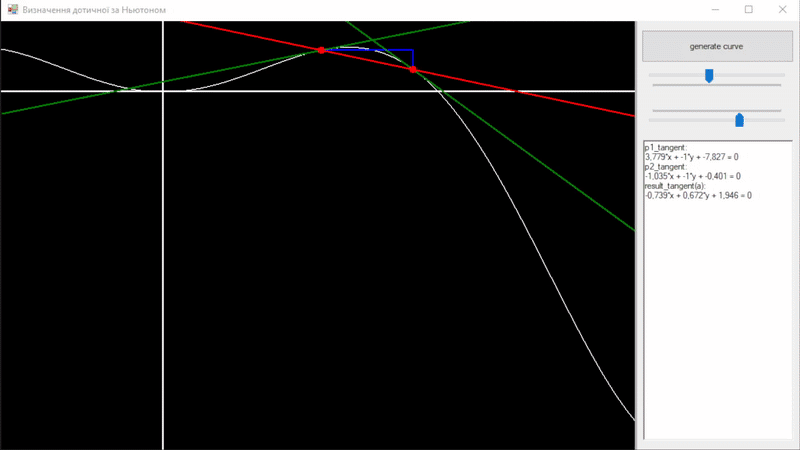 Визначення дотичної за Ньютоном
generate curve
p1_tangent:
3,779*x + -1*y + -7,827 = 0
p2_tangent:
-1,035*x + -1*y + -0,401 = 0
result_tangent(a):
-0,739*x + 0,672*y + 1,946 = 0